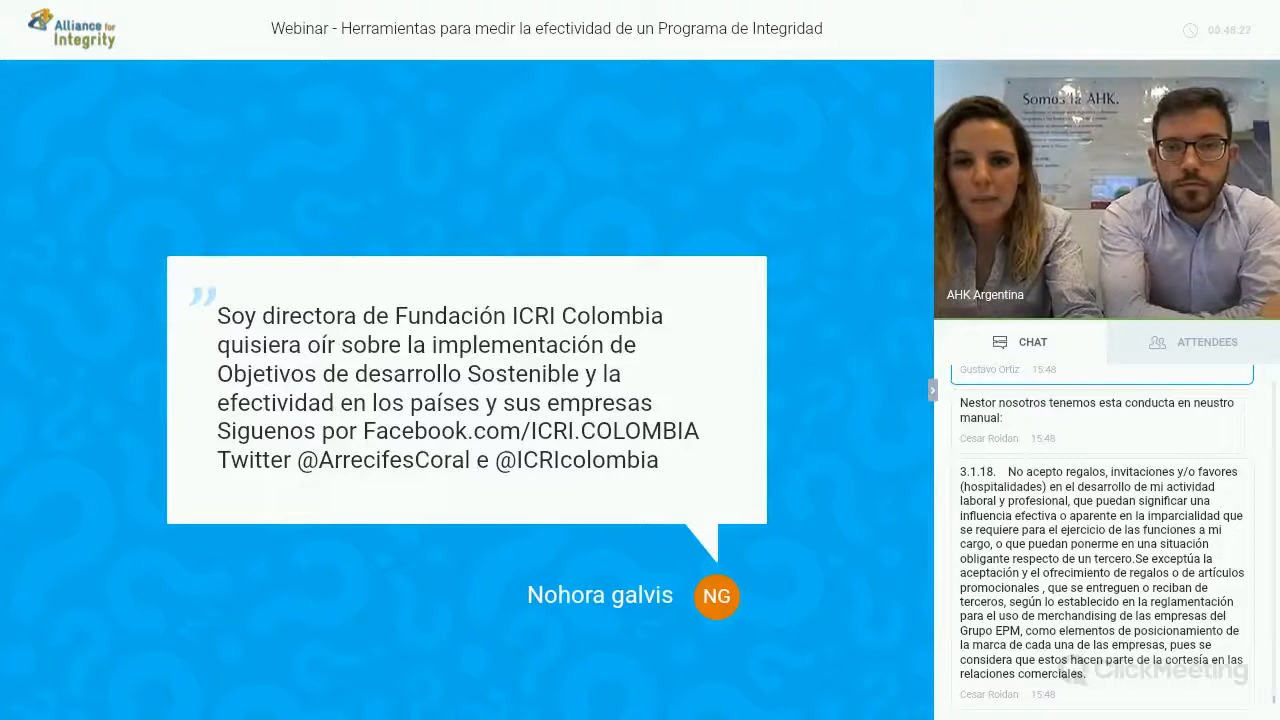 Alliance for
Integrity
Webinar - Herramientas para medir la efectividad de un Programa de Integridad
00:48:27
Soy directora de Fundación ICRI Colombia
quisiera oír sobre la implementación de
Objetivos de desarrollo Sostenible y la
efectividad en los países y sus empresas
Siguenos por Facebook.com/ICRI.COLOMBIA
Twitter @ArrecifesCoral e @ICRIcolombia
Nohora galvis
NG
Somos la AHK.
AHK Argentina
CHAT
ATTENDEES
Gustavo Ortiz 15:48
Nestor nosotros tenemos esta conducta en neustro
manual:
Cesar Roldan 15:48
3.1.18. No acepto regalos, invitaciones y/o favores
(hospitalidades) en el desarrollo de mi actividad
laboral y profesional, que puedan significar una
influencia efectiva o aparente en la imparcialidad que
se requiere para el ejercicio de las funciones a mi
cargo, o que puedan ponerme en una situación
obligante respecto de un tercero.Se exceptúa la
aceptación y el ofrecimiento de regalos o de artículos
promocionales , que se entreguen o reciban de
terceros, según lo establecido en la reglamentación
para el uso de merchandising de las empresas del
Grupo EPM, como elementos de posicionamiento de
la marca de cada una de las empresas, pues se
considera que estos hacen parte de la cortesía en las
relaciones comerciales.
ClickMeeting
Cesar Roldan 15:48